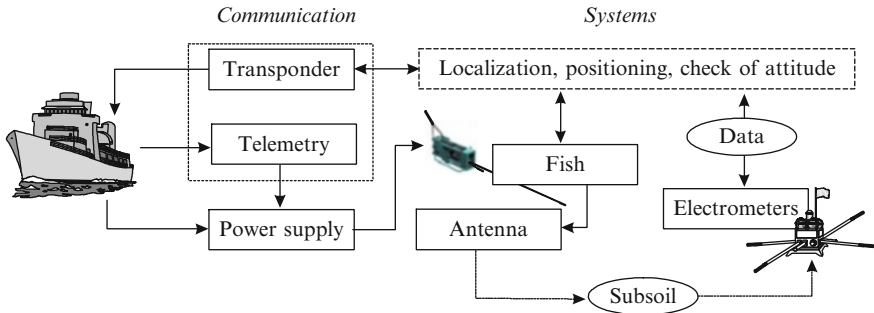 Communication
Systems
Transponder
Localization, positioning, check of attitude
Telemetry
Data
Fish
Electrometers
Power supply
Antenna
Subsoil